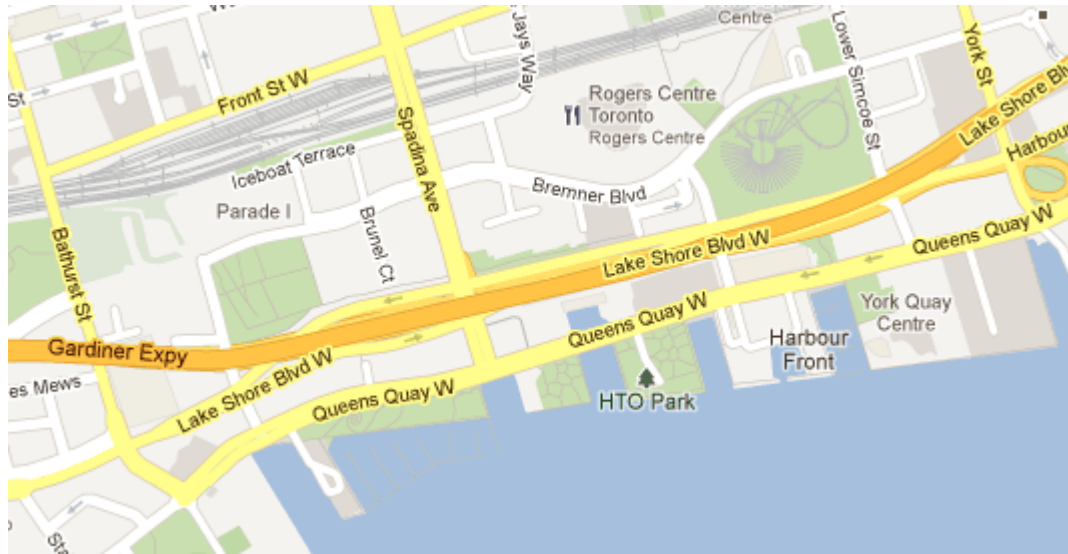 Centre
Jays Way
Lower Simcoe St
York St
St
Front St W
Rogers Centre
Toronto
Rogers Centre
Lake Shore Blv
Harbour
Iceboat Terrace
Spadina Ave
Bremner Blvd
Parade I
Brunel Ct
Bathurst St
Lake Shore Blvd W
Queens Quay W
Queens Quay W
York Quay
Centre
Gardiner Expy
Harbour
Front
es Mews
Lake Shore Blvd W
Queens Quay W
HTO Park